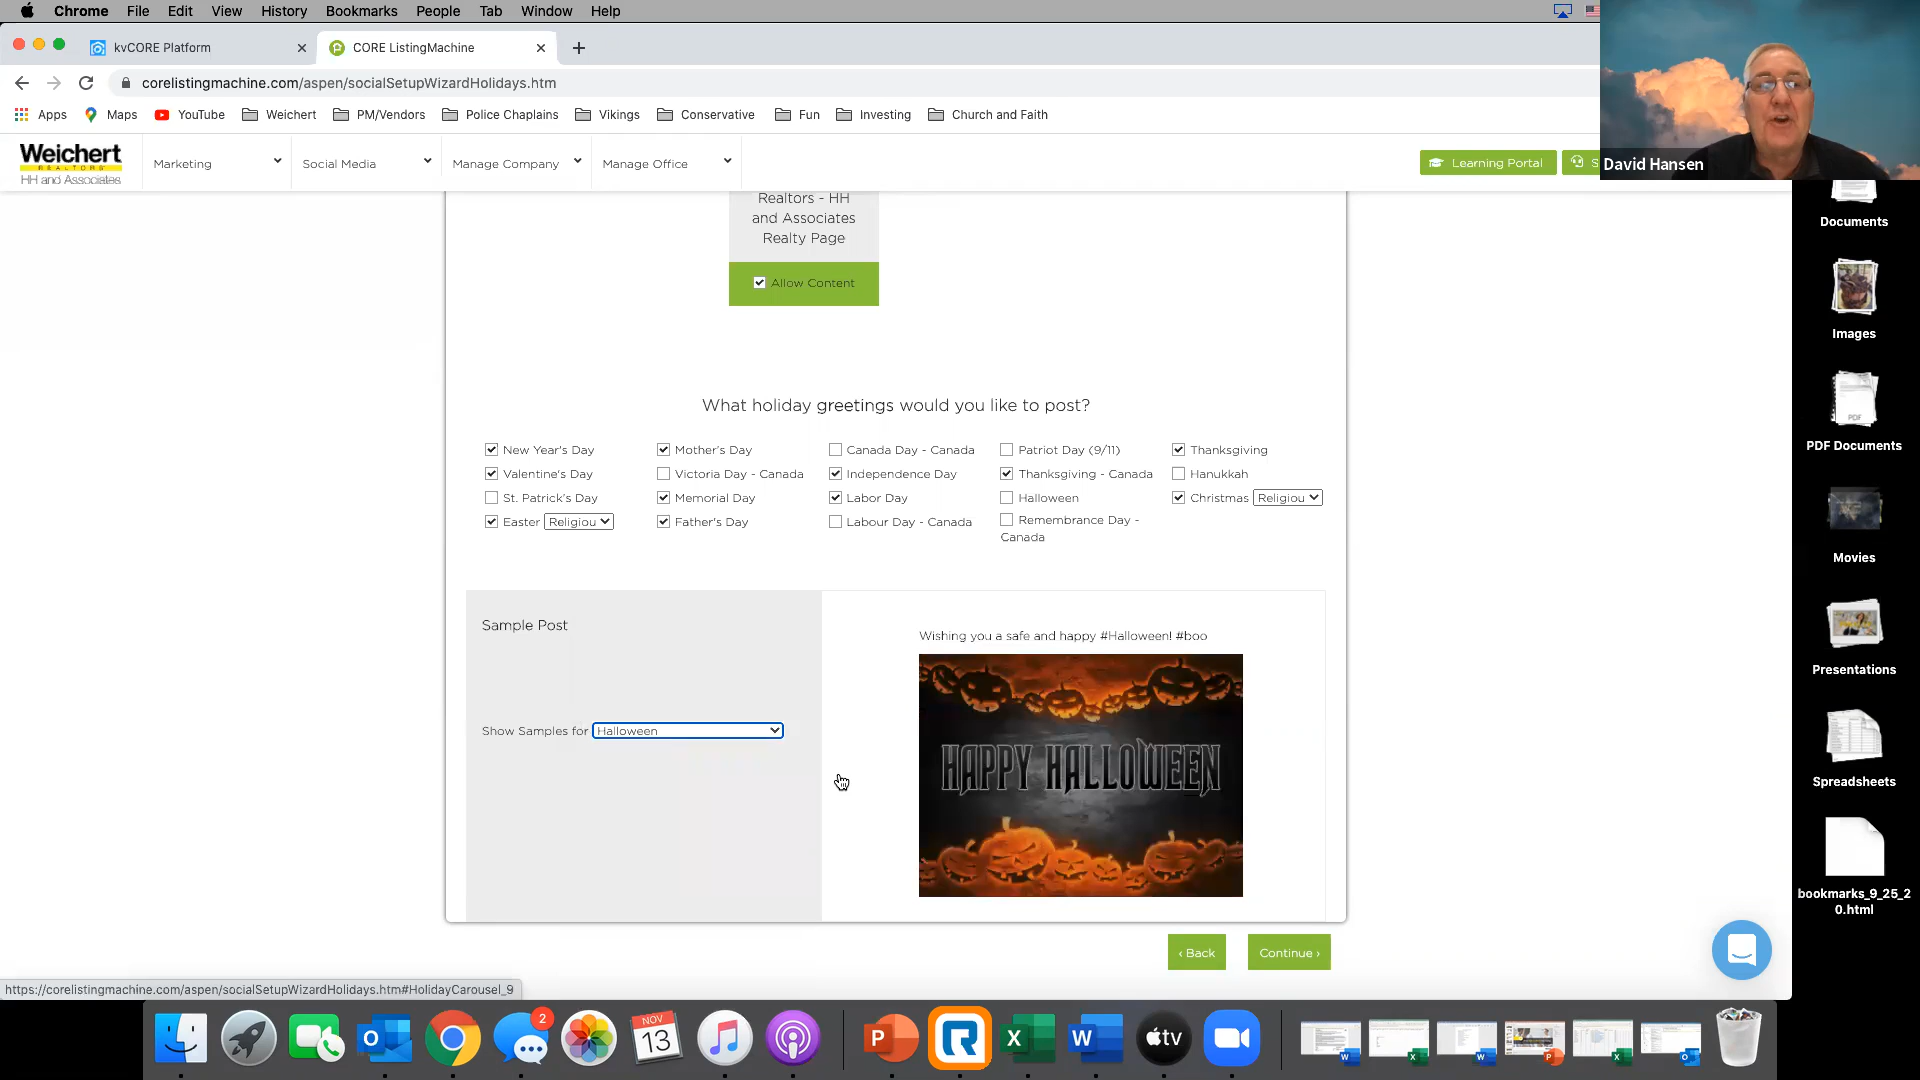 Chrome File Edit View History Bookmarks People Tab Window Help
kvCORE Platform
CORE ListingMachine
corelistingmachine.com/aspen/socialSetupWizardHolidays.htm
Apps Maps YouTube Weichert PM/Vendors Police Chaplains Vikings Conservative Fun Investing Church and Faith
Weichert
REALTORS
HH and Associates
Marketing Social Media Manage Company Manage Office
Learning Portal S
David Hansen
Realtors - HH
and Associates
Realty Page
Allow Content
What holiday greetings would you like to post?
New Year's Day Mother's Day Canada Day - Canada Patriot Day (9/11) Thanksgiving
Valentine's Day Victoria Day - Canada Independence Day Thanksgiving - Canada Hanukkah
St. Patrick's Day Memorial Day Labor Day Halloween Christmas Religiou
Easter Religiou Father's Day Labour Day - Canada Remembrance Day -
Canada
Sample Post
Show Samples for Halloween
Wishing you a safe and happy #Halloween! #boo
HAPPY HALLOWEEN
‹ Back Continue ›
https://corelistingmachine.com/aspen/socialSetupWizardHolidays.htm#HolidayCarousel_9
Documents
Images
PDF
PDF Documents
Movies
Presentations
Spreadsheets
bookmarks_9_25_2
0.html
2
NOV
13
tv